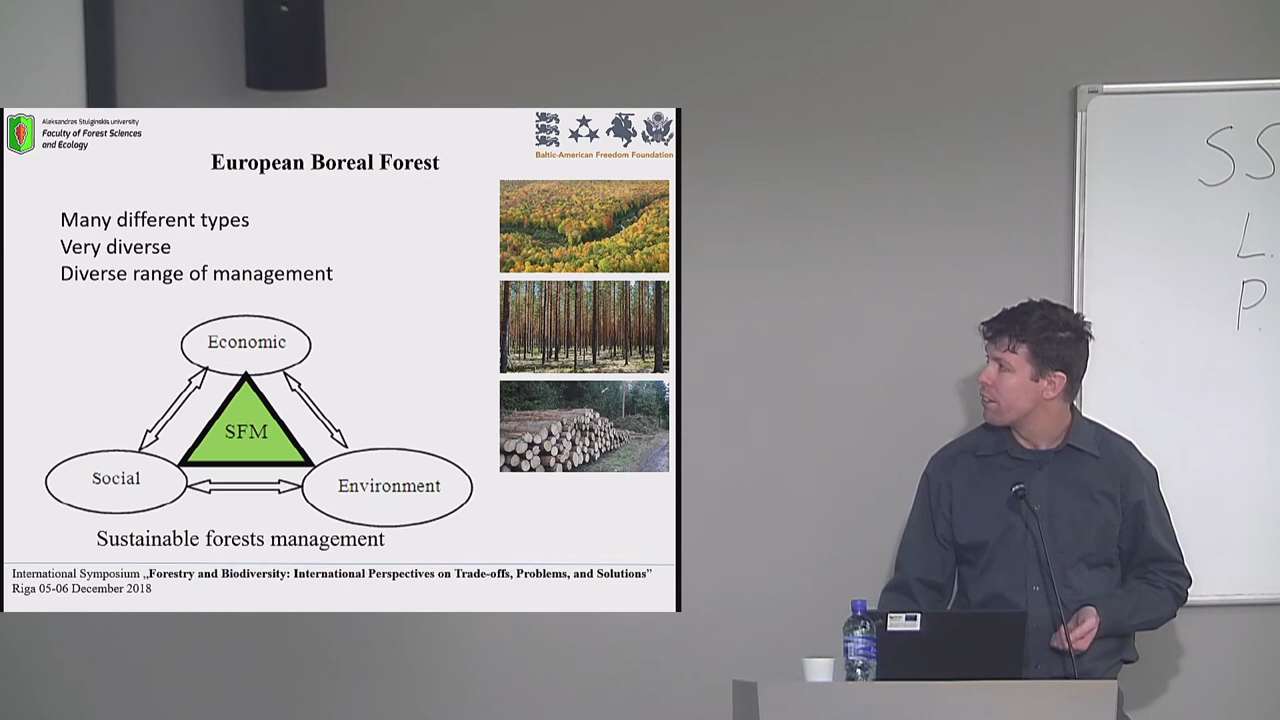 Aleksandras Stulginskis university
Faculty of Forest Sciences
and Ecology
Baltic-American Freedom Foundation
European Boreal Forest
Many different types
Very diverse
Diverse range of management
Economic
SFM
Social
Environment
Sustainable forests management
International Symposium „Forestry and Biodiversity: International Perspectives on Trade-offs, Problems, and Solutions”
Riga 05-06 December 2018
SS
L.
P.